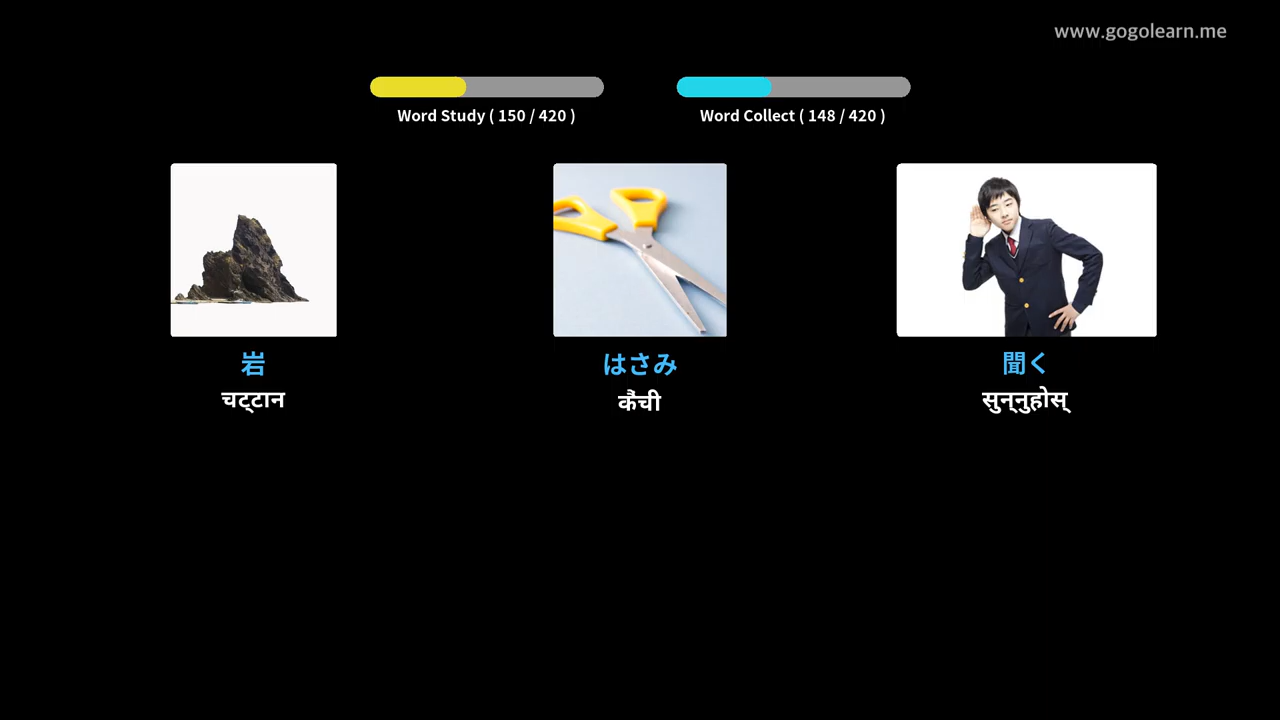 www.gogolearn.me
Word Study ( 150 / 420 )
Word Collect ( 148 / 420 )
岩
चट्टान
はさみ
कैंची
聞く
सुन्नुहोस्